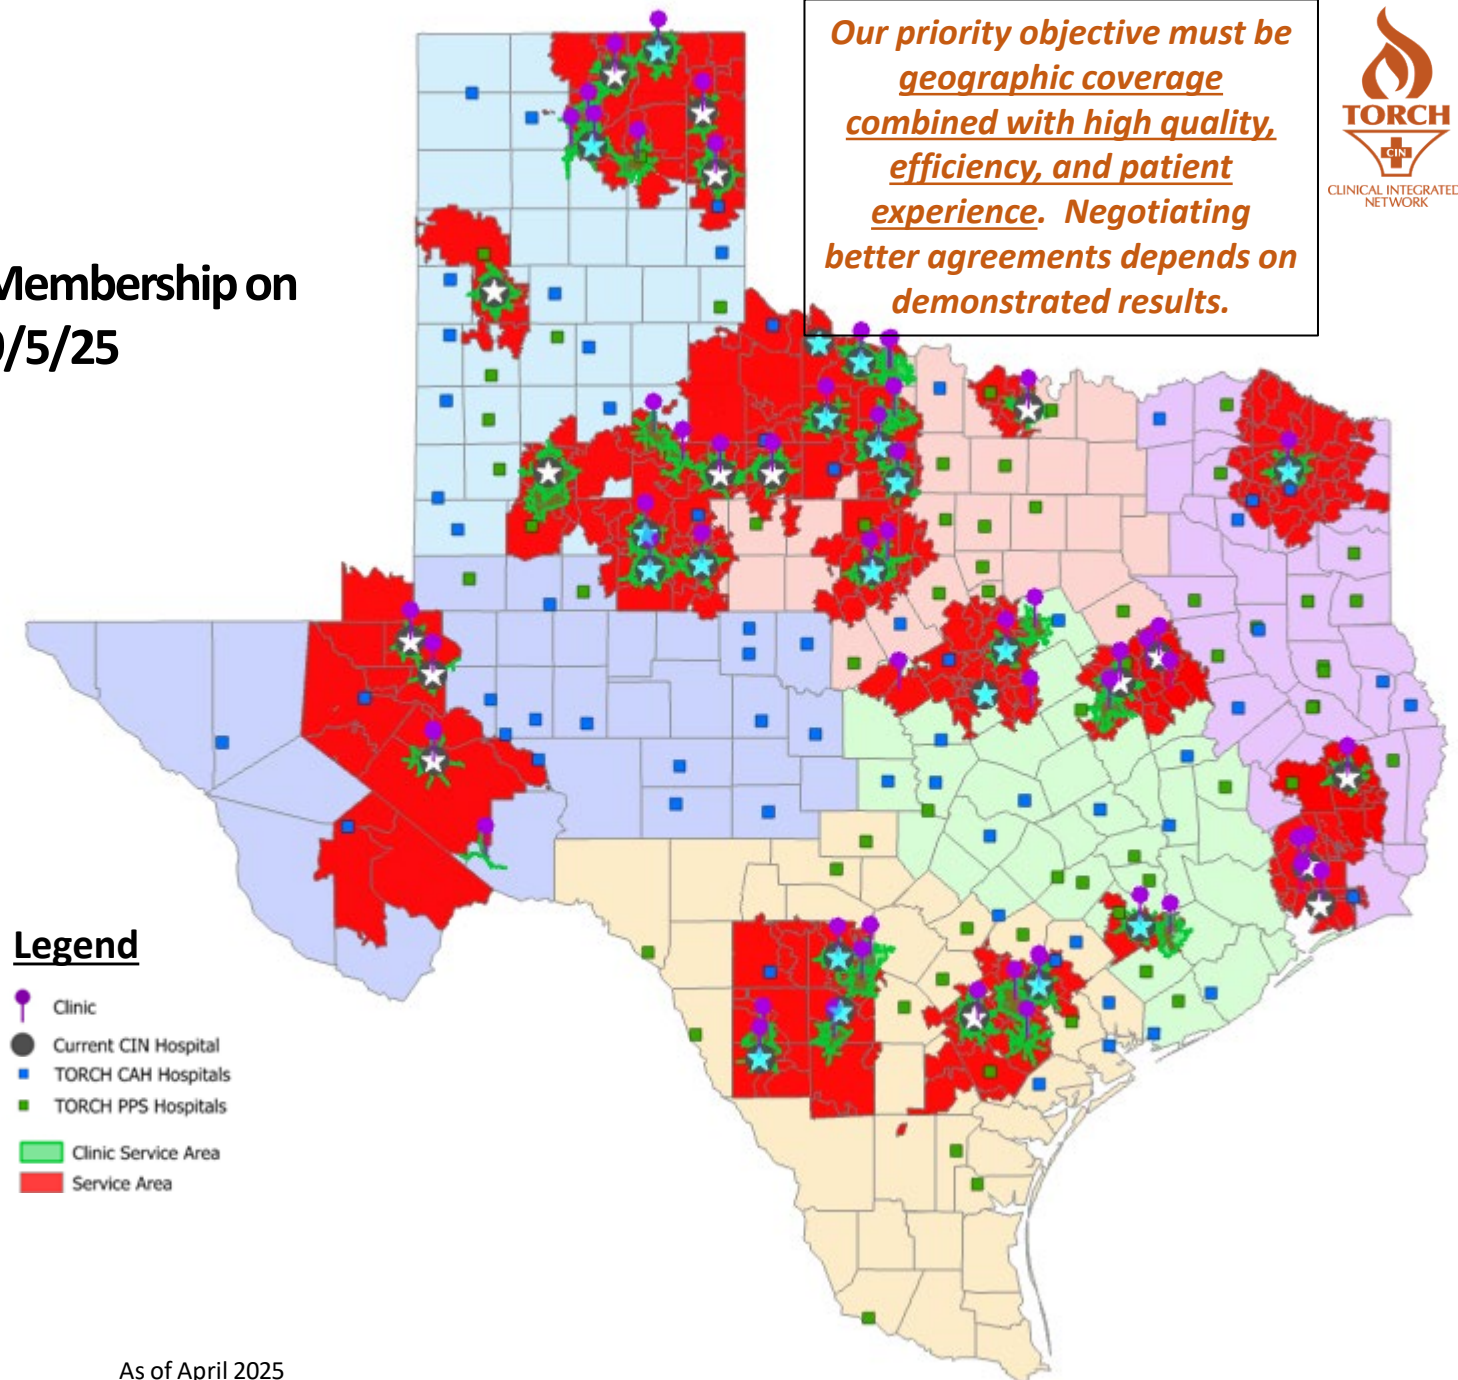 Our priority objective must be
geographic coverage
combined with high quality,
efficiency, and patient
experience. Negotiating
better agreements depends on
demonstrated results.
TORCH
CIN
CLINICAL INTEGRATED
NETWORK
Membership on
/5/25
Legend
Clinic
Current CIN Hospital
TORCH CAH Hospitals
TORCH PPS Hospitals
Clinic Service Area
Service Area
As of April 2025